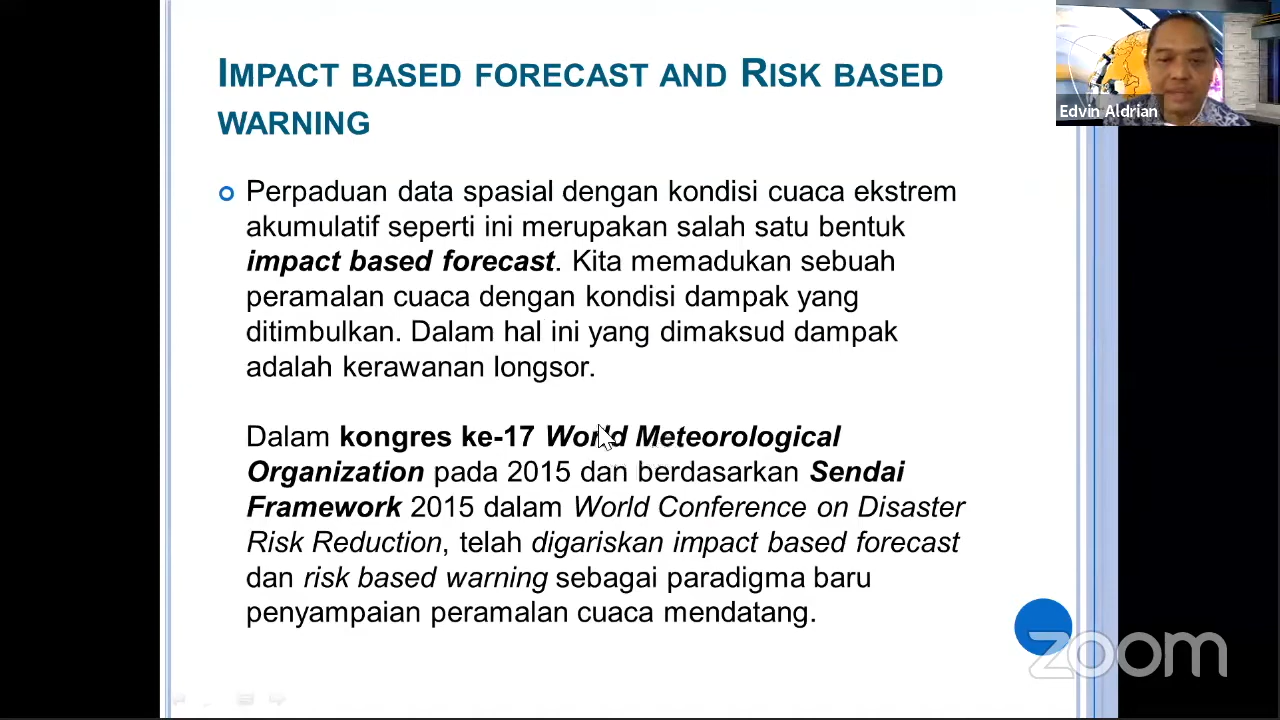 IMPACT BASED FORECAST AND RISK BASED
WARNING
Perpaduan data spasial dengan kondisi cuaca ekstrem
akumulatif seperti ini merupakan salah satu bentuk
impact based forecast. Kita memadukan sebuah
peramalan cuaca dengan kondisi dampak yang
ditimbulkan. Dalam hal ini yang dimaksud dampak
adalah kerawanan longsor.
Dalam kongres ke-17 World Meteorological
Organization pada 2015 dan berdasarkan Sendai
Framework 2015 dalam World Conference on Disaster
Risk Reduction, telah digariskan impact based forecast
dan risk based warning sebagai paradigma baru
penyampaian peramalan cuaca mendatang.
Edvin Aldrian
zoom